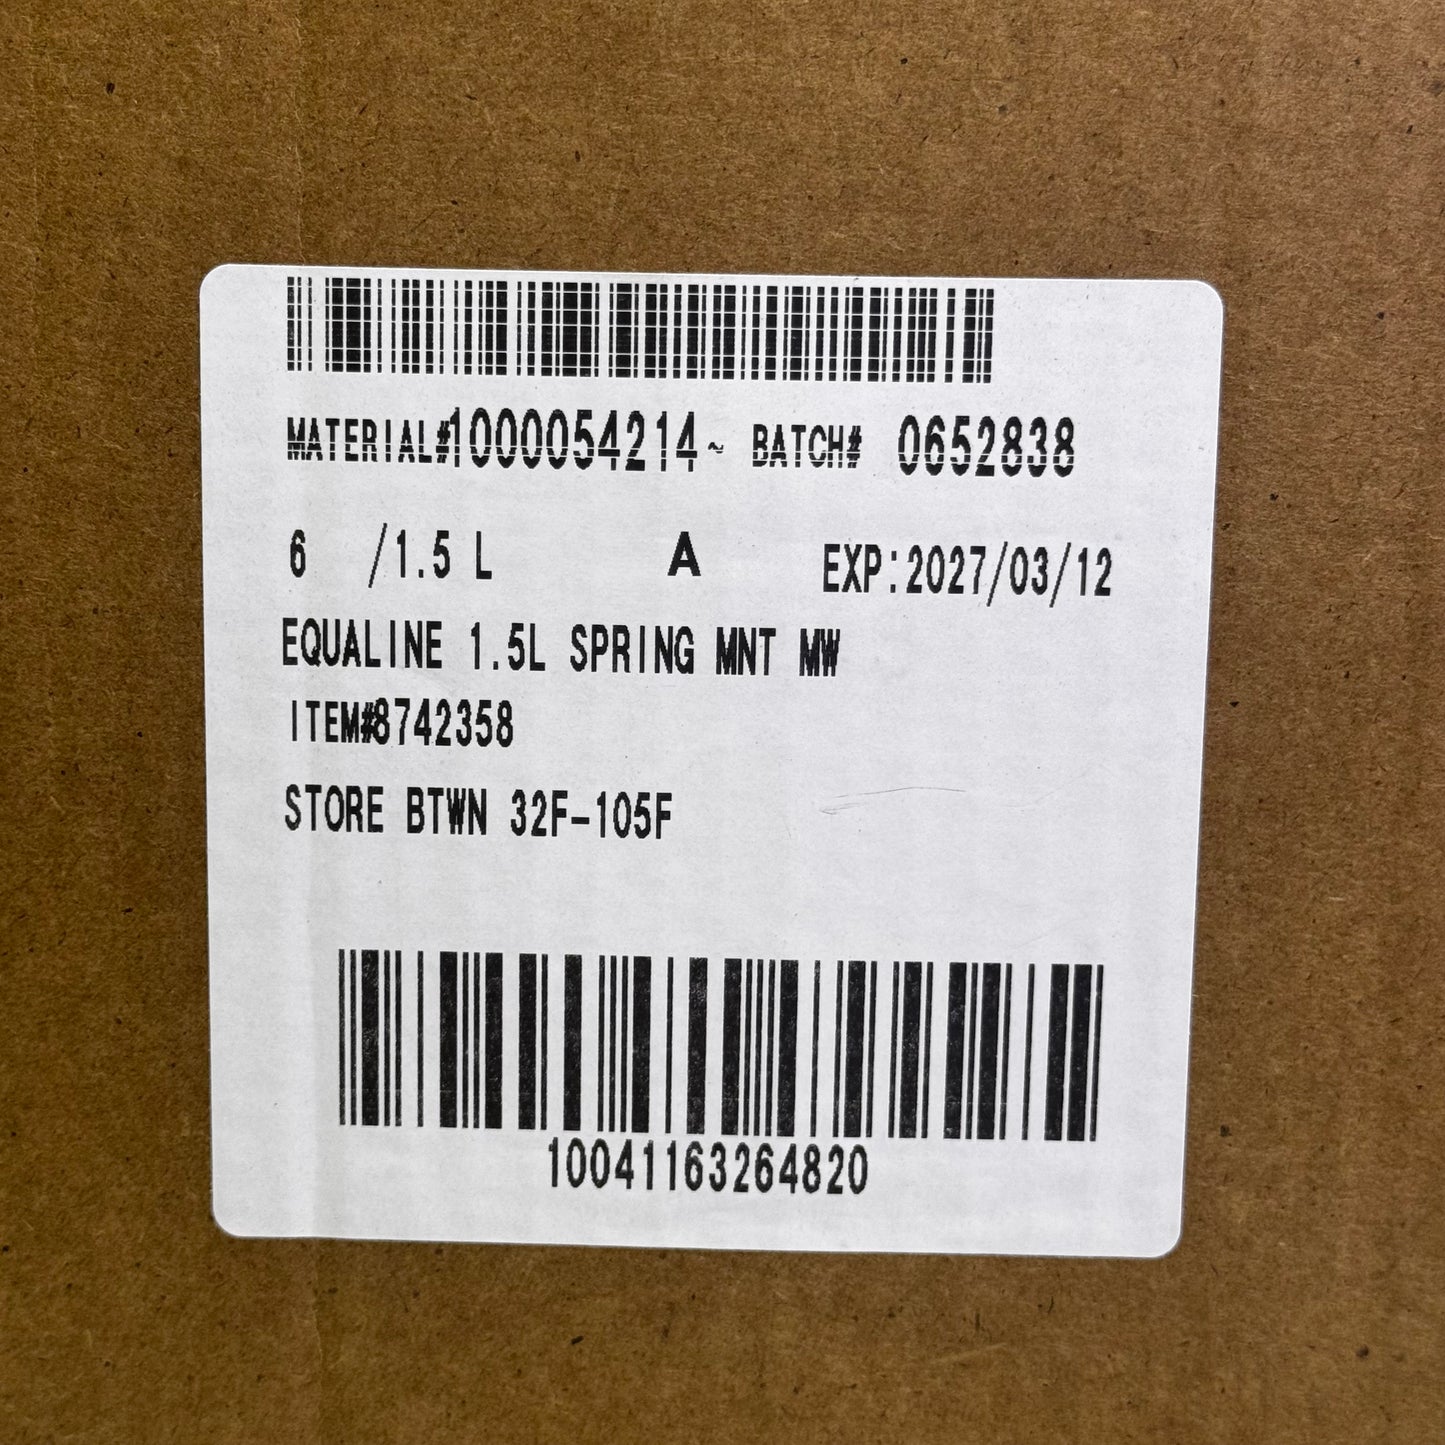 MATERIAL#1000054214~ BATCH# 0652838
6 /1.5 L A EXP:2027/03/12
EQUALINE 1.5L SPRING MNT MW
ITEM#8742358
STORE BTWN 32F-105F
10041163264820